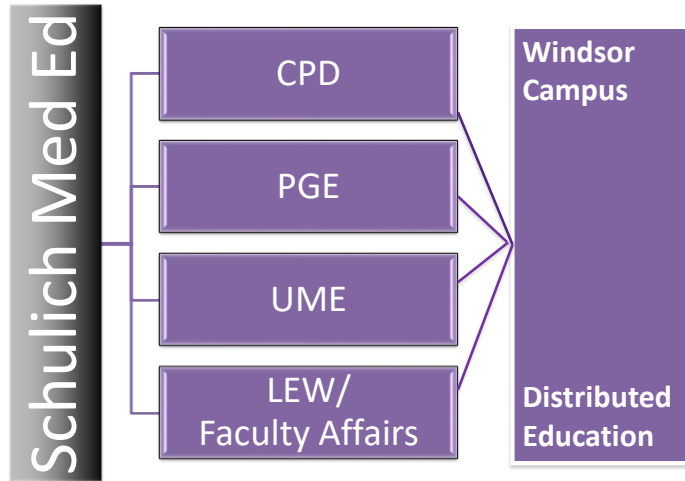 Schulich Med Ed
CPD
PGE
UME
LEW/
Faculty Affairs
Windsor
Campus
Distributed
Education